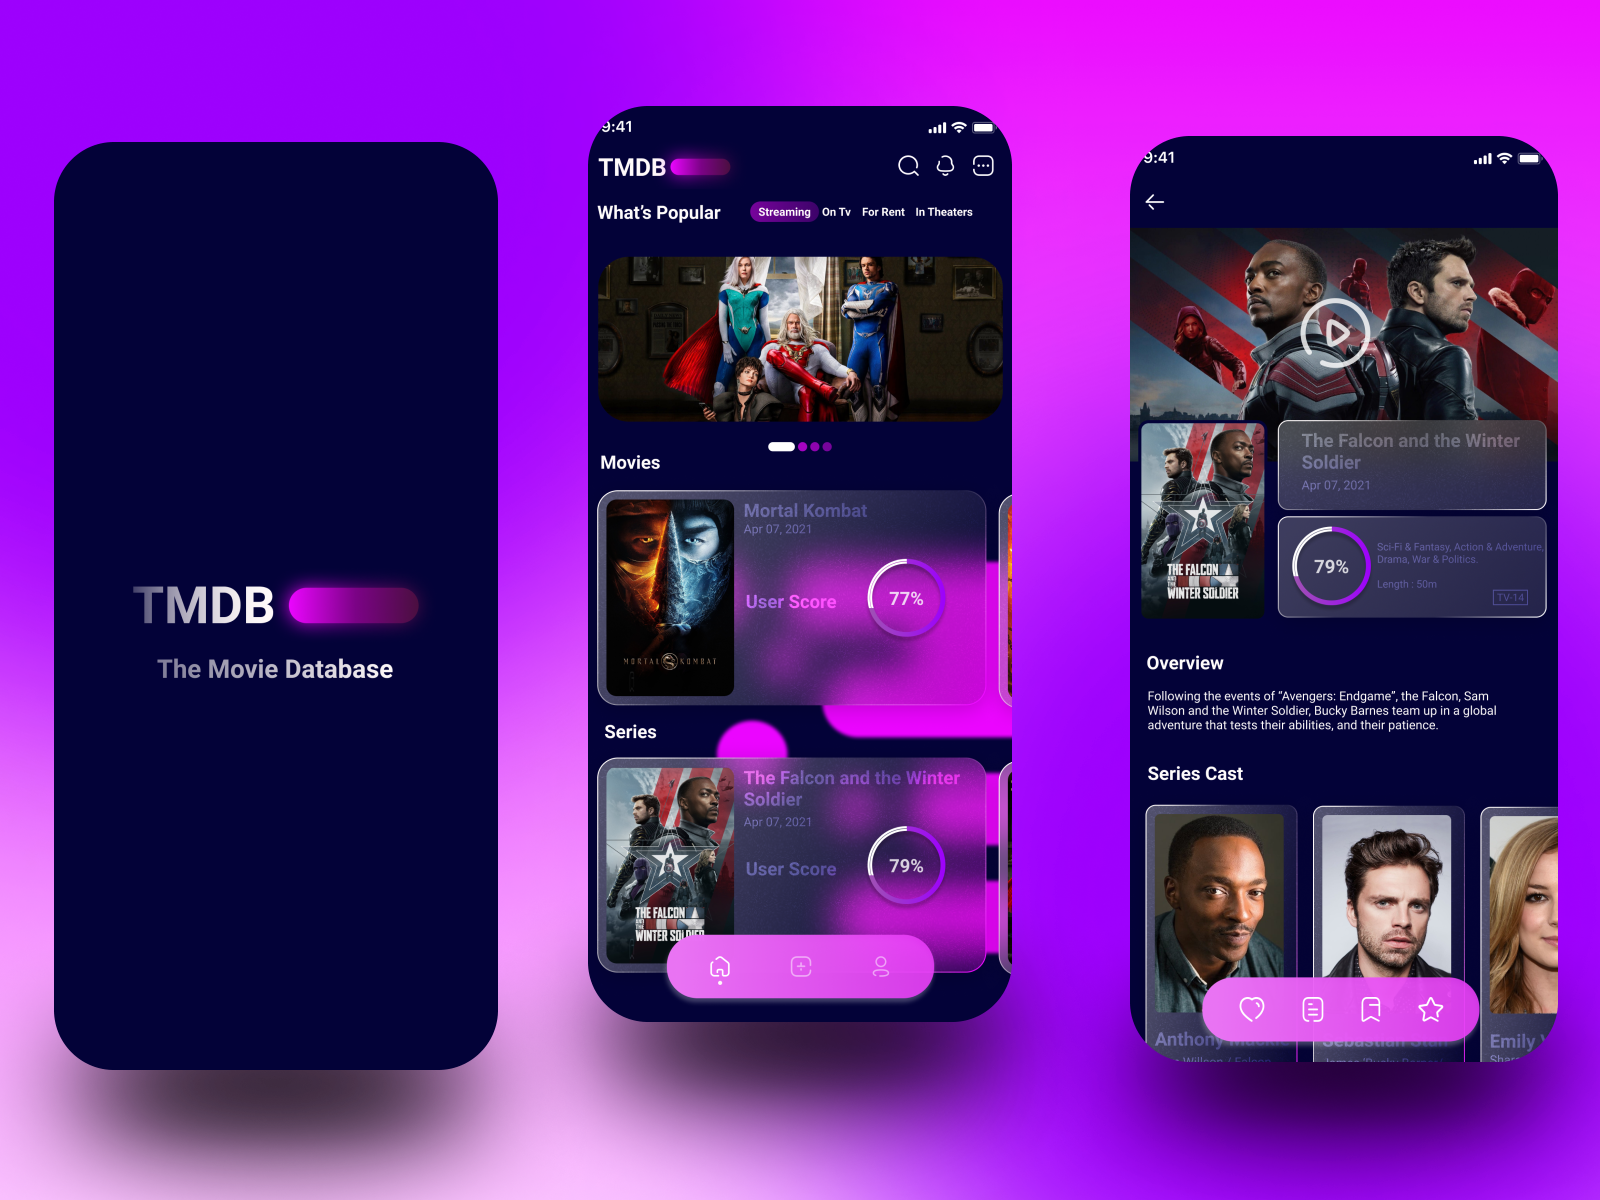 TMDB
The Movie Database
9:41
TMDB
What's Popular
Streaming
On Tv
For Rent
In Theaters
Movies
Mortal Kombat
Apr 07, 2021
User Score
77%
MORTAL KOMBAT
Series
The Falcon and the Winter
Soldier
Apr 07, 2021
User Score
79%
THE FALCON
AND THE
WINTER SOLDIER
9:41
The Falcon and the Winter
Soldier
Apr 07, 2021
THE FALCON
AND THE
WINTER SOLDIER
79%
Sci-Fi & Fantasy, Action & Adventure,
Drama, War & Politics.
Length : 50m
TV-14
Overview
Following the events of “Avengers: Endgame”, the Falcon, Sam
Wilson and the Winter Soldier, Bucky Barnes team up in a global
adventure that tests their abilities, and their patience.
Series Cast
Anthony
Sebastian Stan
Emily